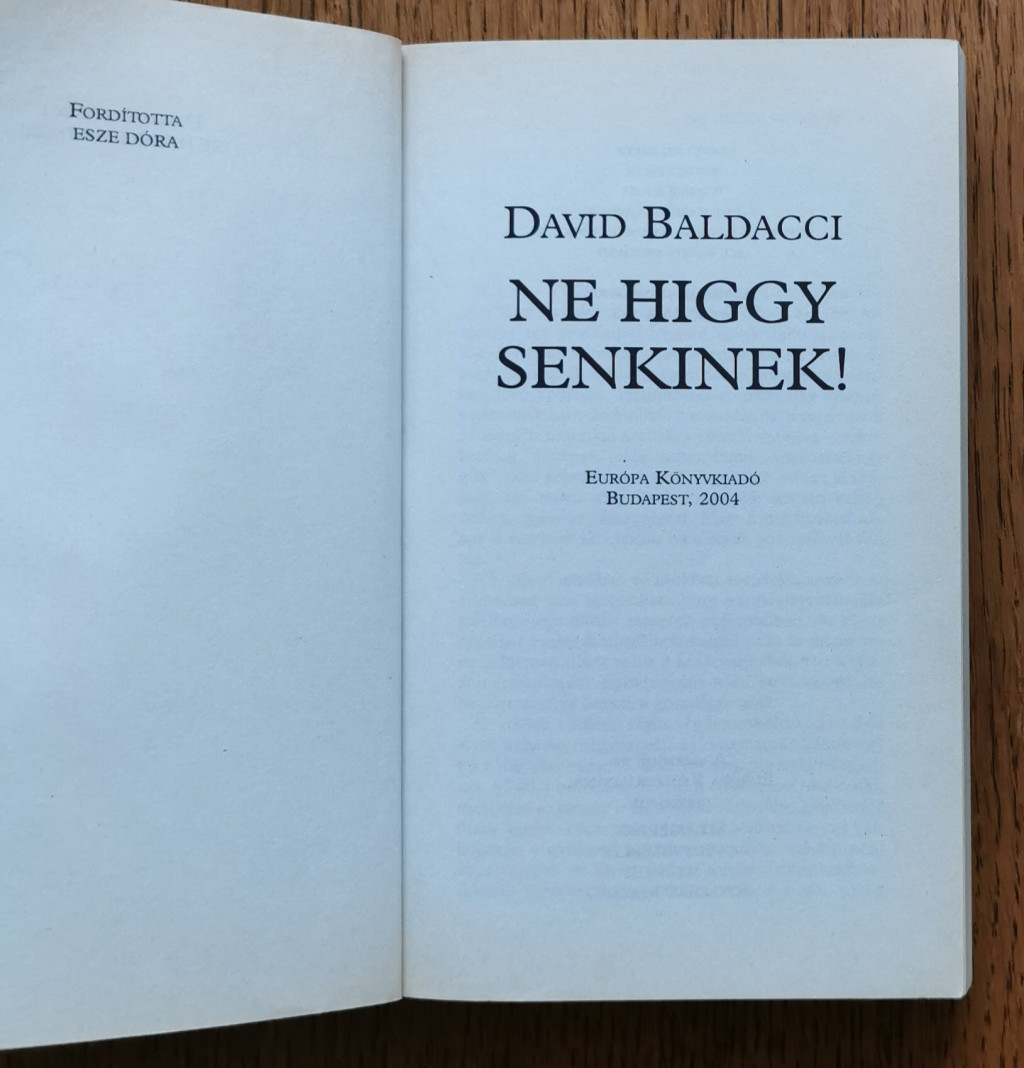 FORDÍTOTTA
ESZE DÓRA
DAVID BALDACCI
NE HIGGY
SENKINEK!
EURÓPA KÖNYVKIADÓ
BUDAPEST, 2004